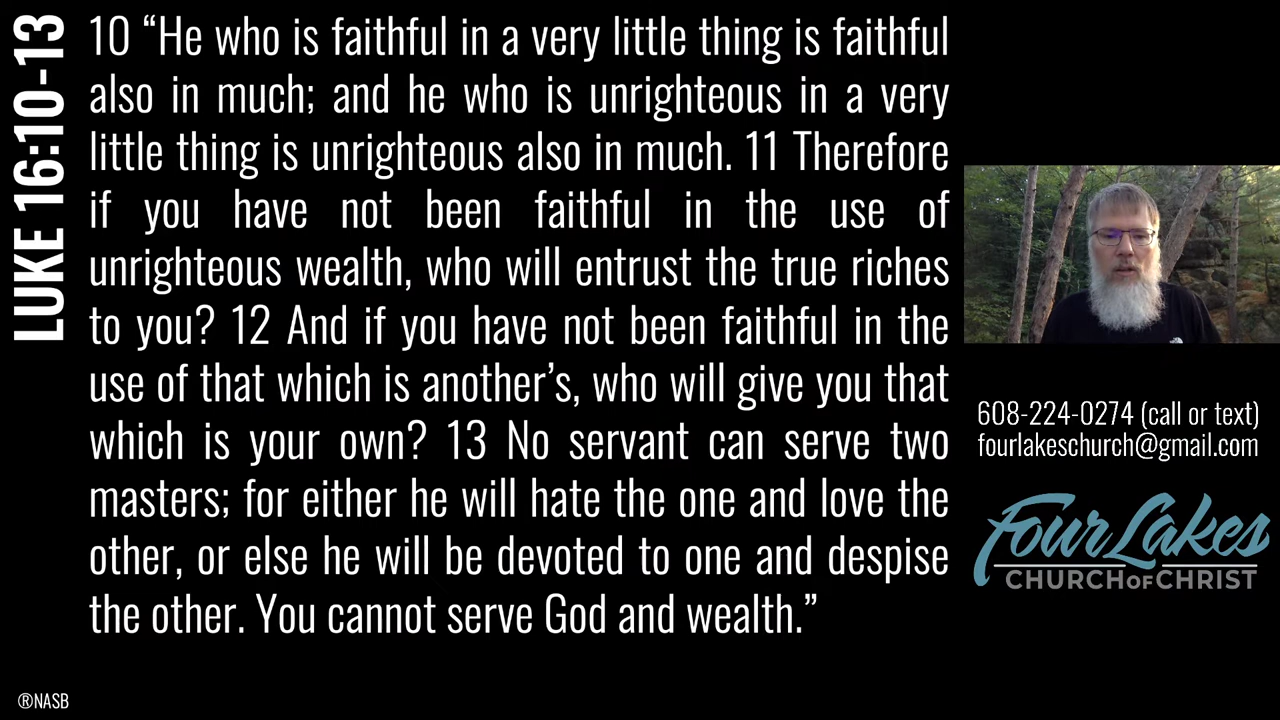 LUKE 16:10-13
10 “He who is faithful in a very little thing is faithful
also in much; and he who is unrighteous in a very
little thing is unrighteous also in much. 11 Therefore
if you have not been faithful in the use of
unrighteous wealth, who will entrust the true riches
to you? 12 And if you have not been faithful in the
use of that which is another’s, who will give you that
which is your own? 13 No servant can serve two
masters; for either he will hate the one and love the
other, or else he will be devoted to one and despise
the other. You cannot serve God and wealth.”
®NASB
608-224-0274 (call or text)
fourlakeschurch@gmail.com
Four Lakes
CHURCH OF CHRIST